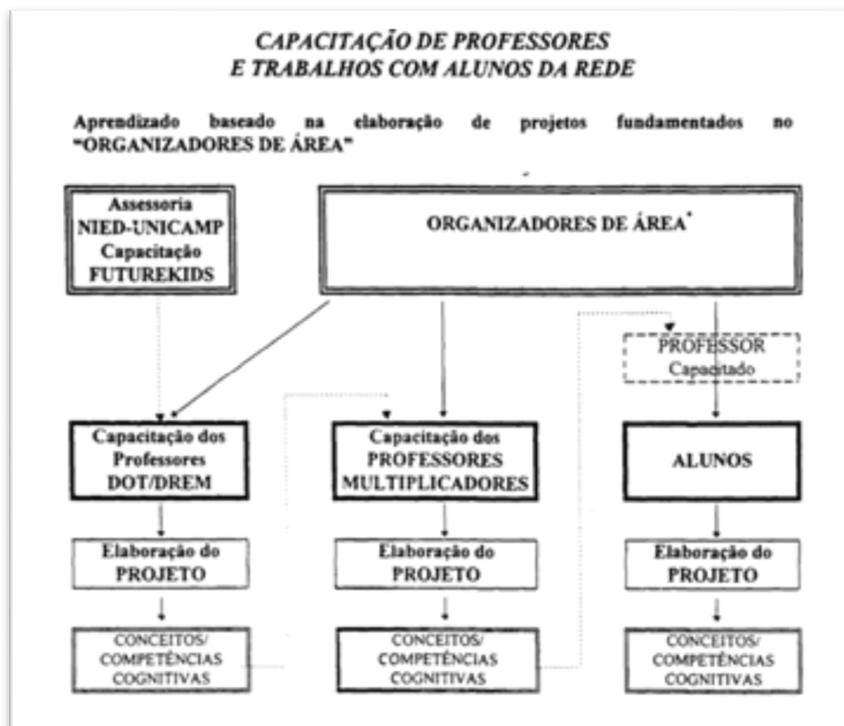 CAPACITAÇÃO DE PROFESSORES
E TRABALHOS COM ALUNOS DA REDE
Aprendizado baseado na elaboração de projetos fundamentados no
“ORGANIZADORES DE ÁREA”
Assessoria
NIED-UNICAMP
Capacitação
FUTUREKIDS
ORGANIZADORES DE ÁREA*
PROFESSOR
Capacitado
Capacitação dos
Professores
DOT/DREM
Capacitação dos
PROFESSORES
MULTIPLICADORES
ALUNOS
Elaboração do
PROJETO
Elaboração do
PROJETO
Elaboração do
PROJETO
CONCEITOS/
COMPETÊNCIAS
COGNITIVAS
CONCEITOS/
COMPETÊNCIAS
COGNITIVAS
CONCEITOS/
COMPETÊNCIAS
COGNITIVAS